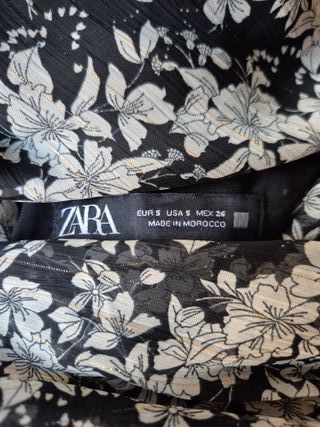 ZARA
EUR S USA S MEX 26
MADE IN MOROCCO